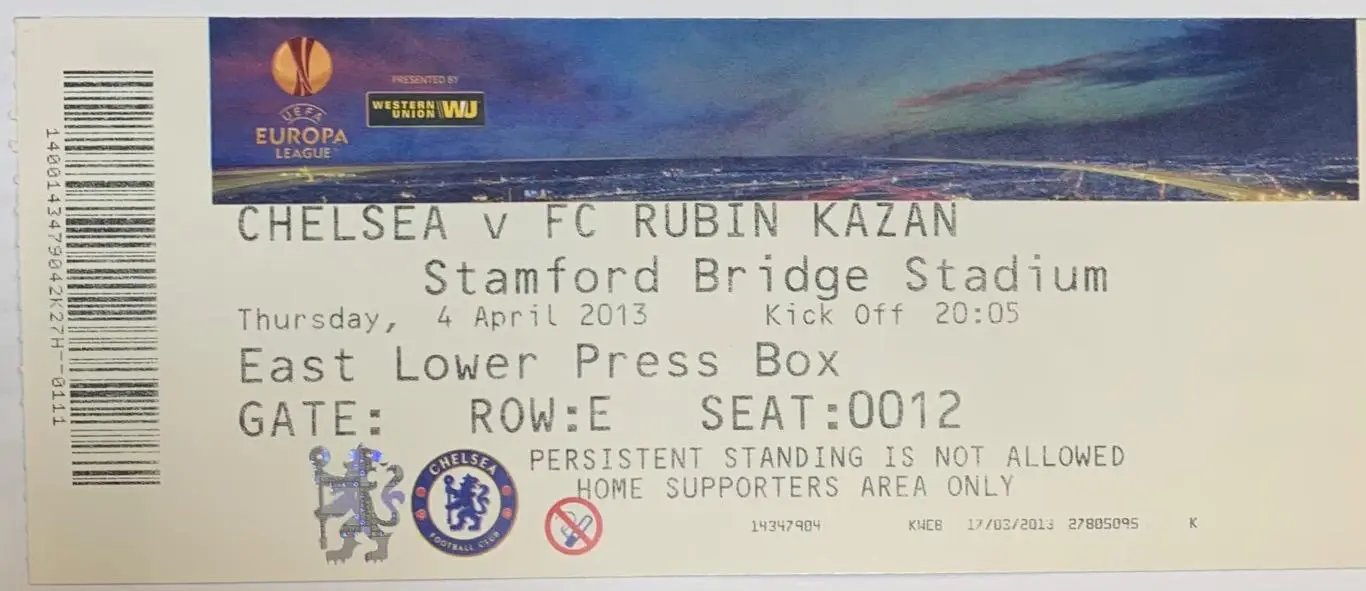 1400143479042K27H--0111
UEFA
EUROPA
LEAGUE
PRESENTED BY
WESTERN
UNION WU
CHELSEA v FC RUBIN KAZAN
Stamford Bridge Stadium
Thursday, 4 April 2013 Kick Off 20:05
East Lower Press Box
GATE: ROW:E SEAT:0012
PERSISTENT STANDING IS NOT ALLOWED
HOME SUPPORTERS AREA ONLY
CHELSEA
FOOTBALL CLUB
14347904 KWEB 17/03/2013 27805095 K